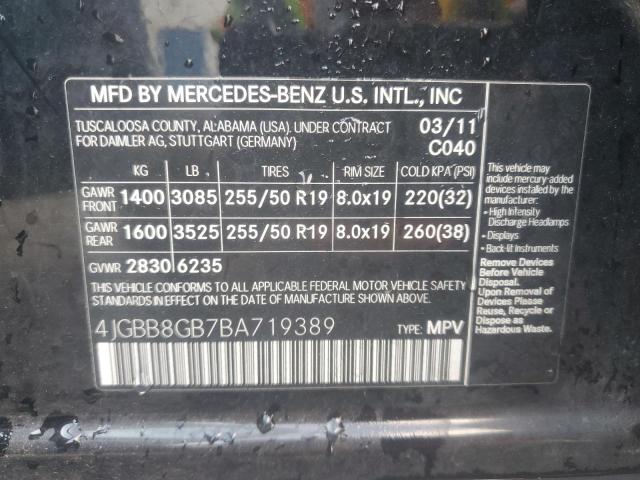 MFD BY MERCEDES-BENZ U.S. INTL., INC
TUSCALOOSA COUNTY, ALABAMA (USA). UNDER CONTRACT
FOR DAIMLER AG, STUTTGART (GERMANY)
03/11
C040
KG LB TIRES RIM SIZE COLD KPA (PSI)
GAWR FRONT 1400 3085 255/50 R19 8.0x19 220(32)
GAWR REAR 1600 3525 255/50 R19 8.0x19 260(38)
GVWR 2830 6235
THIS VEHICLE CONFORMS TO ALL APPLICABLE FEDERAL MOTOR VEHICLE SAFETY
STANDARDS IN EFFECT ON THE DATE OF MANUFACTURE SHOWN ABOVE.
4JGBB8GB7BA719389 TYPE: MPV
This vehicle may
include mercury-added
devices installed by the
manufacturer:
• High Intensity
Discharge Headlamps
• Displays
• Back-lit Instruments
Remove Devices
Before Vehicle
Disposal.
Upon Removal of
Devices Please
Reuse, Recycle or
Dispose as
Hazardous Waste.